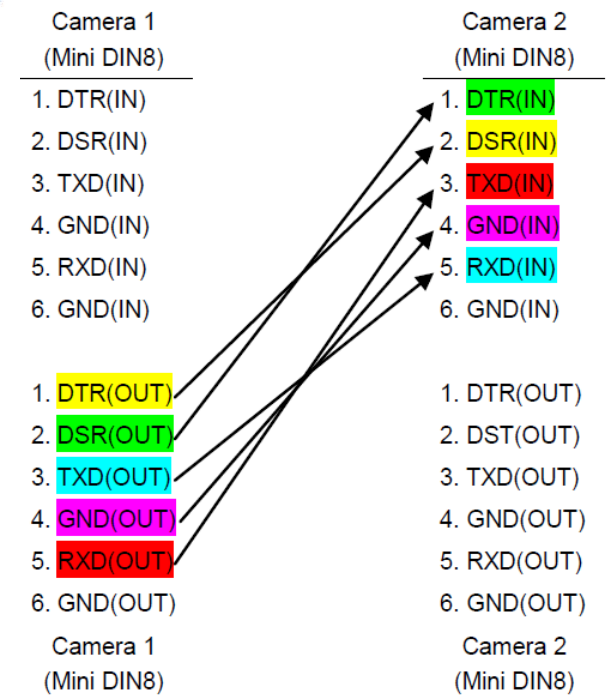 Camera 1
(Mini DIN8)
1. DTR(IN)
2. DSR(IN)
3. TXD(IN)
4. GND(IN)
5. RXD(IN)
6. GND(IN)
1. DTR(OUT)
2. DSR(OUT)
3. TXD(OUT)
4. GND(OUT)
5. RXD(OUT)
6. GND(OUT)
Camera 1
(Mini DIN8)
Camera 2
(Mini DIN8)
1. DTR(IN)
2. DSR(IN)
3. TXD(IN)
4. GND(IN)
5. RXD(IN)
6. GND(IN)
1. DTR(OUT)
2. DST(OUT)
3. TXD(OUT)
4. GND(OUT)
5. RXD(OUT)
6. GND(OUT)
Camera 2
(Mini DIN8)